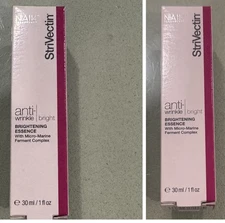 StriVectin
anti-
wrinkle | bright
BRIGHTENING
ESSENCE
With Micro-Marine
Ferment Complex
℮ 30 ml / 1 fl oz
StriVectin
anti-
wrinkle | bright
BRIGHTENING
ESSENCE
With Micro-Marine
Ferment Complex
℮ 30 ml / 1 fl oz